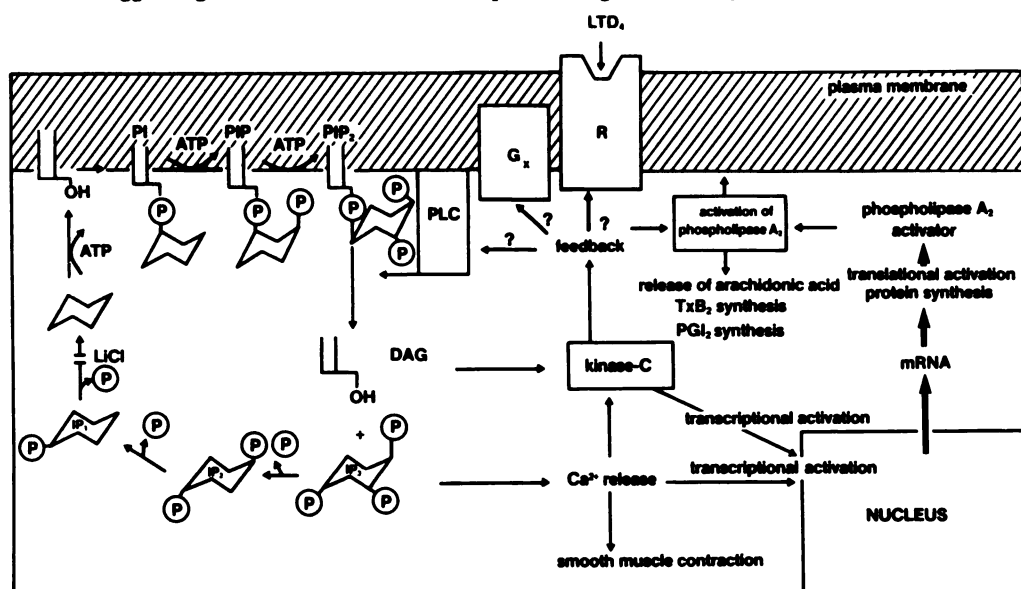 LTD₄
plasma membrane
PI
ATP
PIP
ATP
PIP₂
Gₓ
R
OH
P
P
P
P
P
P
PLC
?
?
?
feedback
activation of
phospholipase A₂
phospholipase A₂
activator
ATP
release of arachidonic acid
TxB₂ synthesis
PGI₂ synthesis
translational activation
protein synthesis
LiCl
P
DAG
OH
kinase-C
mRNA
+
transcriptional activation
P
IP₁
P
P
IP₂
P
P
P
IP₃
P
P
Ca²⁺ release
transcriptional activation
NUCLEUS
smooth muscle contraction